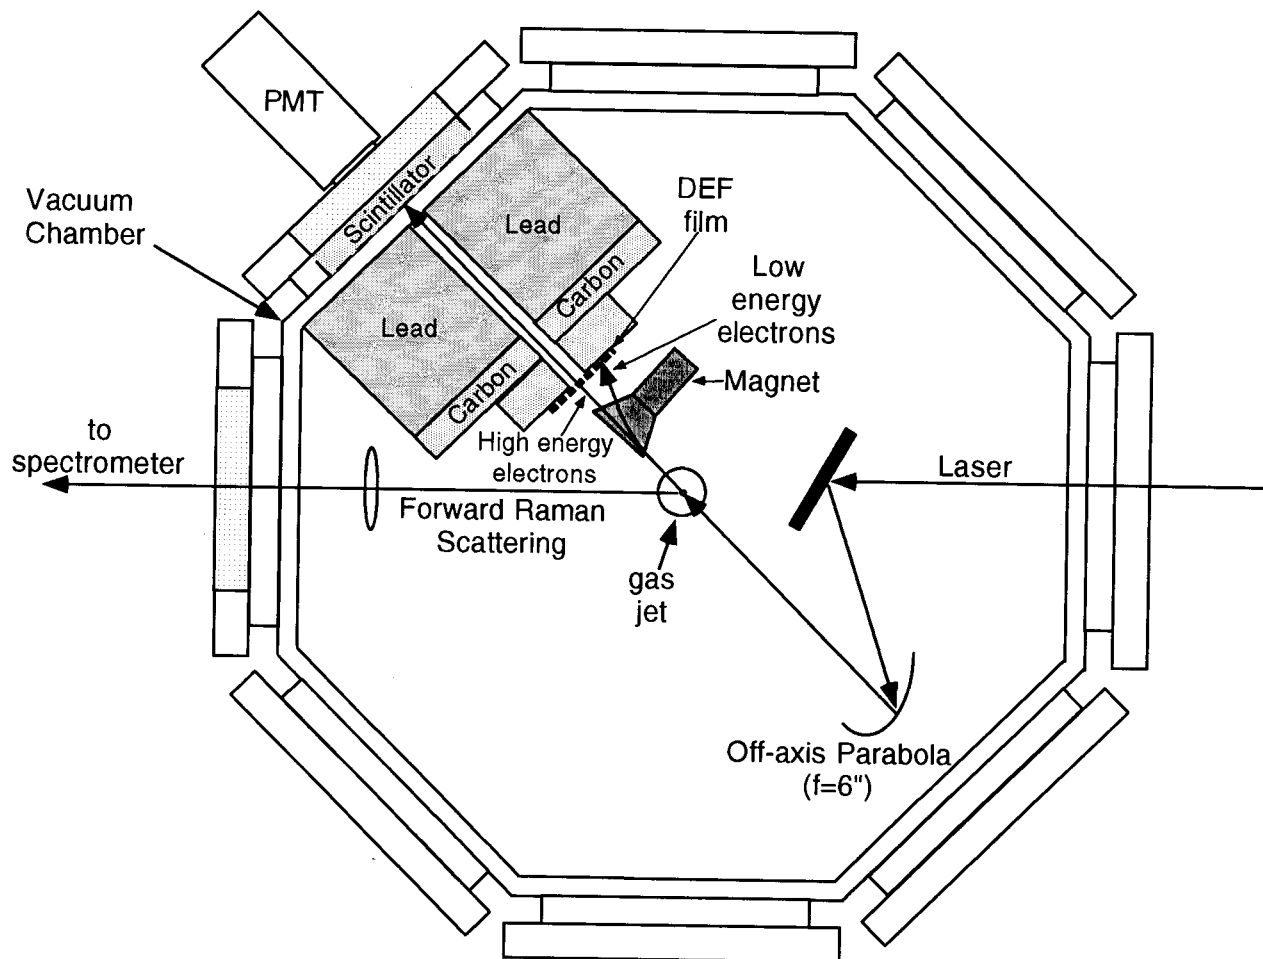 PMT
Vacuum
Chamber
Scintillator
Lead
Lead
Carbon
Carbon
DEF
film
Low
energy
electrons
Magnet
High energy
electrons
to
spectrometer
Laser
Forward Raman
Scattering
gas
jet
Off-axis Parabola
(f=6")